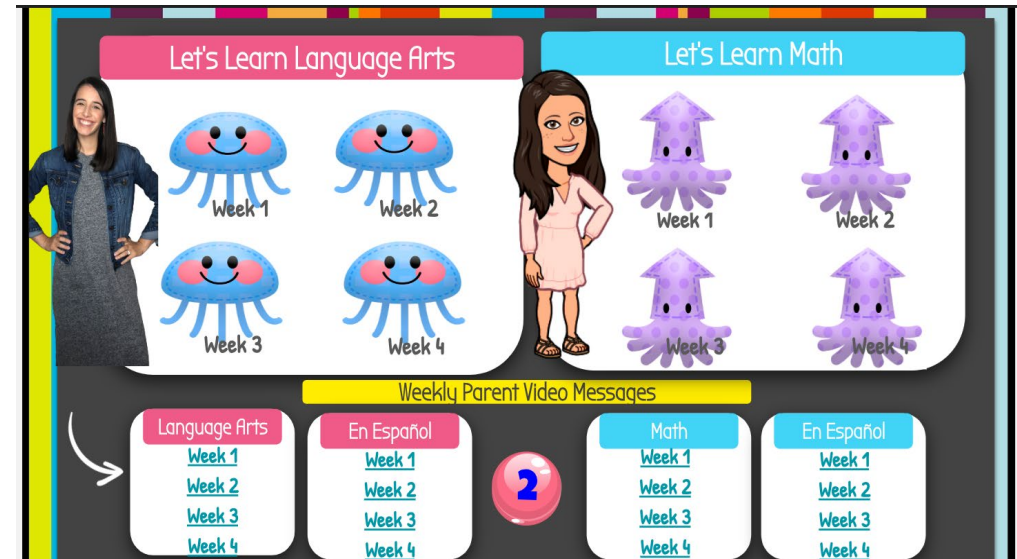 Let's Learn Language Arts
Week 1
Week 2
Week 3
Week 4
Let's Learn Math
Week 1
Week 2
Week 3
Week 4
Weekly Parent Video Messages
Language Arts
Week 1
Week 2
Week 3
Week 4
En Español
Week 1
Week 2
Week 3
Week 4
2
Math
Week 1
Week 2
Week 3
Week 4
En Español
Week 1
Week 2
Week 3
Week 4